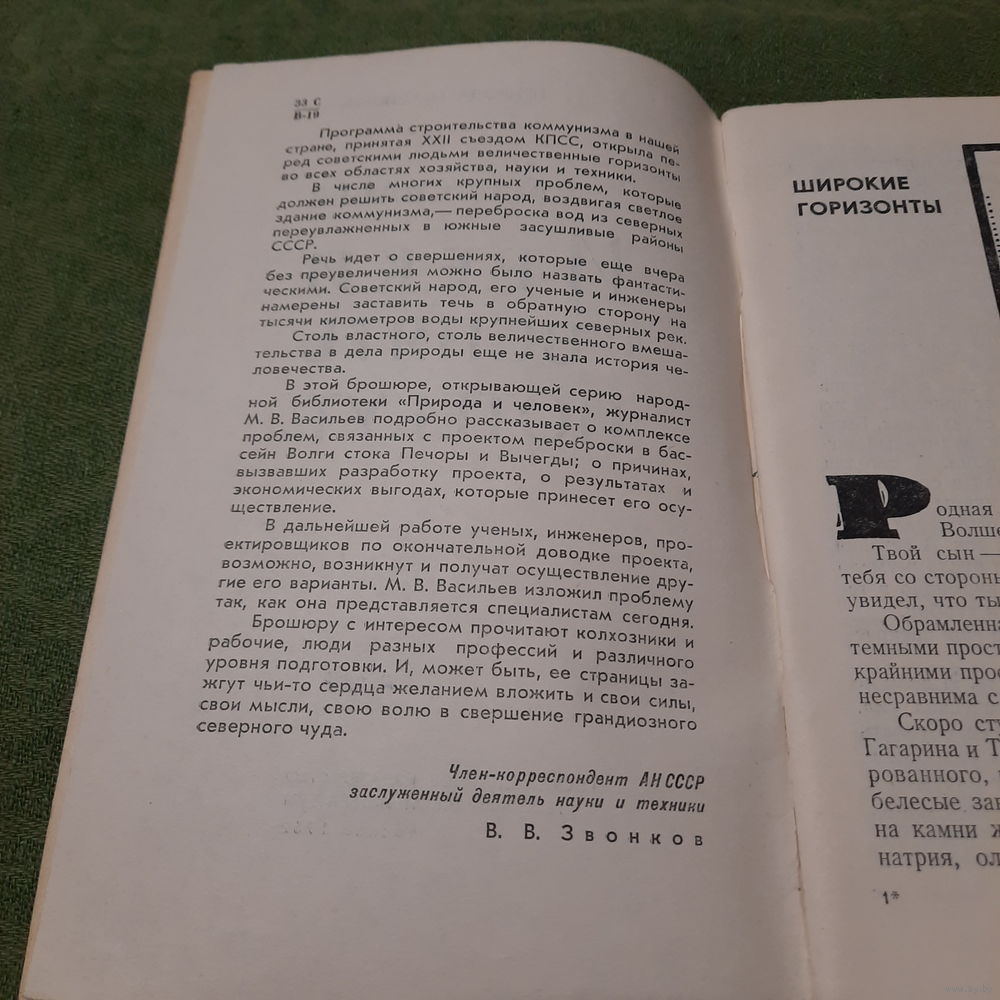 33 С
В-19
Программа строительства коммунизма в нашей
стране, принятая XXII съездом КПСС, открыла пе-
ред советскими людьми величественные горизонты
во всех областях хозяйства, науки и техники.
В числе многих крупных проблем, которые
должен решить советский народ, воздвигая светлое
здание коммунизма,— переброска вод из северных
переувлажненных в южные засушливые районы
СССР.
Речь идет о свершениях, которые еще вчера
без преувеличения можно было назвать фантасти-
ческими. Советский народ, его ученые и инженеры
намерены заставить течь в обратную сторону на
тысячи километров воды крупнейших северных рек.
Столь властного, столь величественного вмеша-
тельства в дела природы еще не знала история че-
ловечества.
В этой брошюре, открывающей серию народ-
ной библиотеки «Природа и человек», журналист
М. В. Васильев подробно рассказывает о комплексе
проблем, связанных с проектом переброски в бас-
сейн Волги стока Печоры и Вычегды; о причинах,
вызвавших разработку проекта, о результатах и
экономических выгодах, которые принесет его осу-
ществление.
В дальнейшей работе ученых, инженеров, про-
ектировщиков по окончательной доводке проекта,
возможно, возникнут и получат осуществление дру-
гие его варианты. М. В. Васильев изложил проблему
так, как она представляется специалистам сегодня.
Брошюру с интересом прочитают колхозники и
рабочие, люди разных профессий и различного
уровня подготовки. И, может быть, ее страницы за-
жгут чьи-то сердца желанием вложить и свои силы,
свои мысли, свою волю в свершение грандиозного
северного чуда.
Член-корреспондент АН СССР
заслуженный деятель науки и техники
В. В. Звонков
ШИРОКИЕ
ГОРИЗОНТЫ
Родная
Волше
Твой сын —
тебя со сторон
увидел, что ты
Обрамленна
темными прост
крайними прос
несравнима с
Скоро сту
Гагарина и Т
рованного,
белесые за
на камни ж
натрия, ол
1*